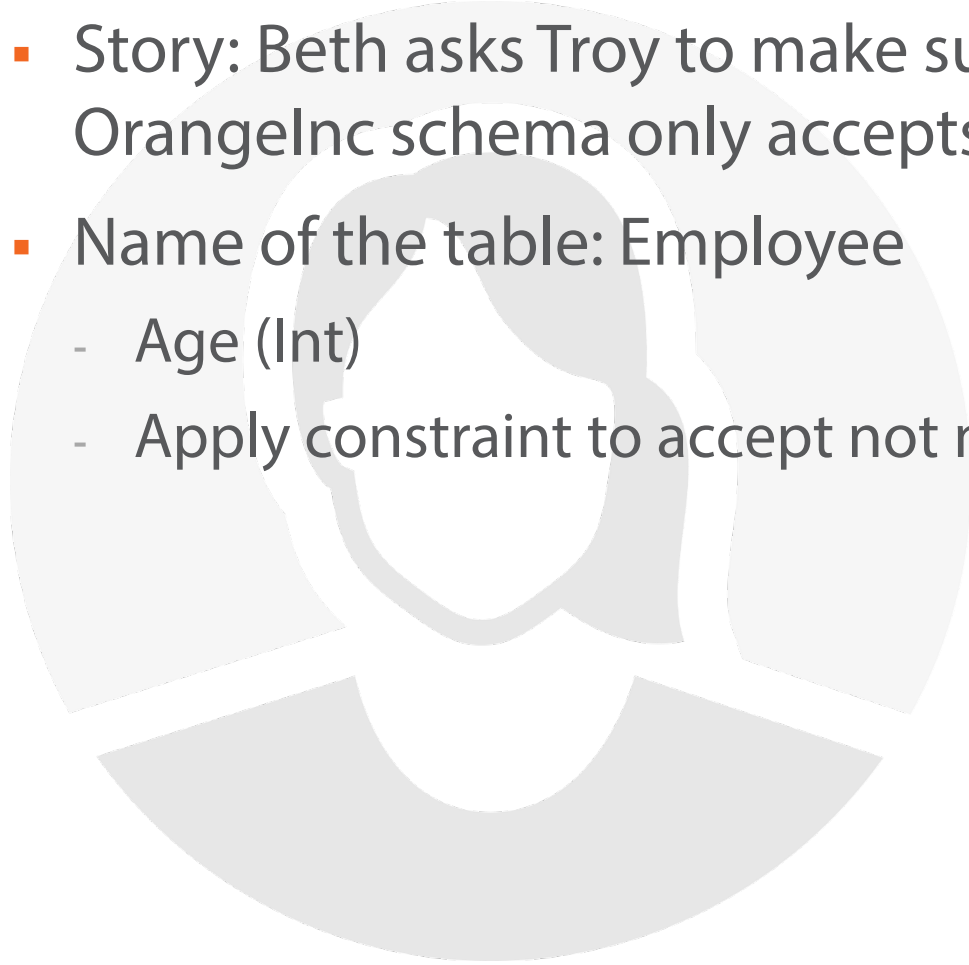 ▪ Story: Beth asks Troy to make
OrangeInc schema only accepts
▪ Name of the table: Employee
- Age (Int)
- Apply constraint to accept not